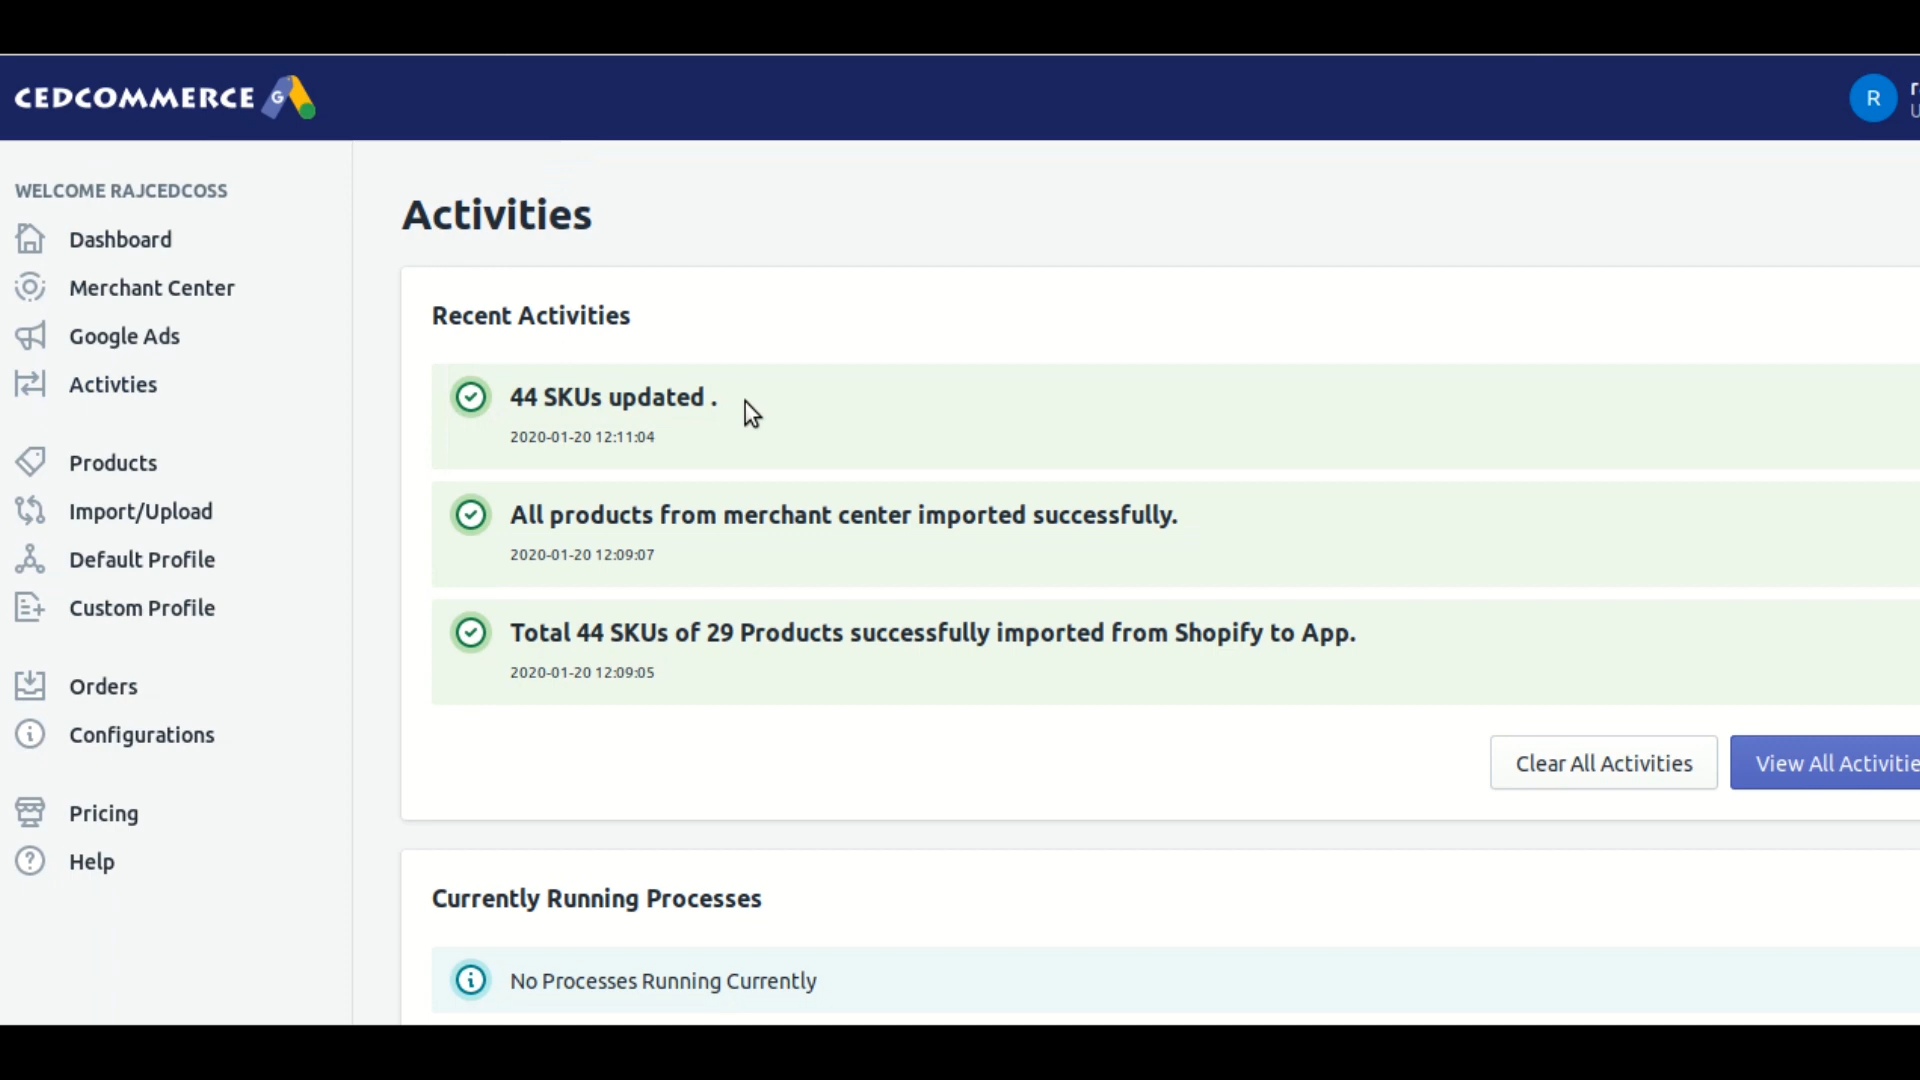 CEDCOMMERCE
G
R
WELCOME RAJCEDCOSS
Dashboard
Merchant Center
Google Ads
Activties
Products
Import/Upload
Default Profile
Custom Profile
Orders
Configurations
Pricing
Help
Activities
Recent Activities
44 SKUs updated .
2020-01-20 12:11:04
All products from merchant center imported successfully.
2020-01-20 12:09:07
Total 44 SKUs of 29 Products successfully imported from Shopify to App.
2020-01-20 12:09:05
Clear All Activities
View All Activitie
Currently Running Processes
No Processes Running Currently